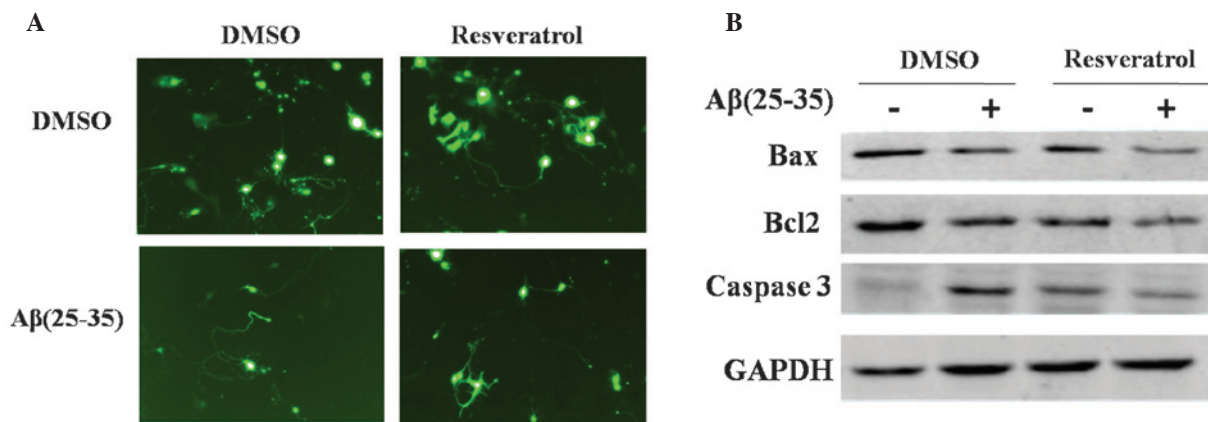 A
DMSO Resveratrol
DMSO
Aβ(25-35)
B
DMSO Resveratrol
Aβ(25-35) - + - +
Bax
Bcl2
Caspase 3
GAPDH